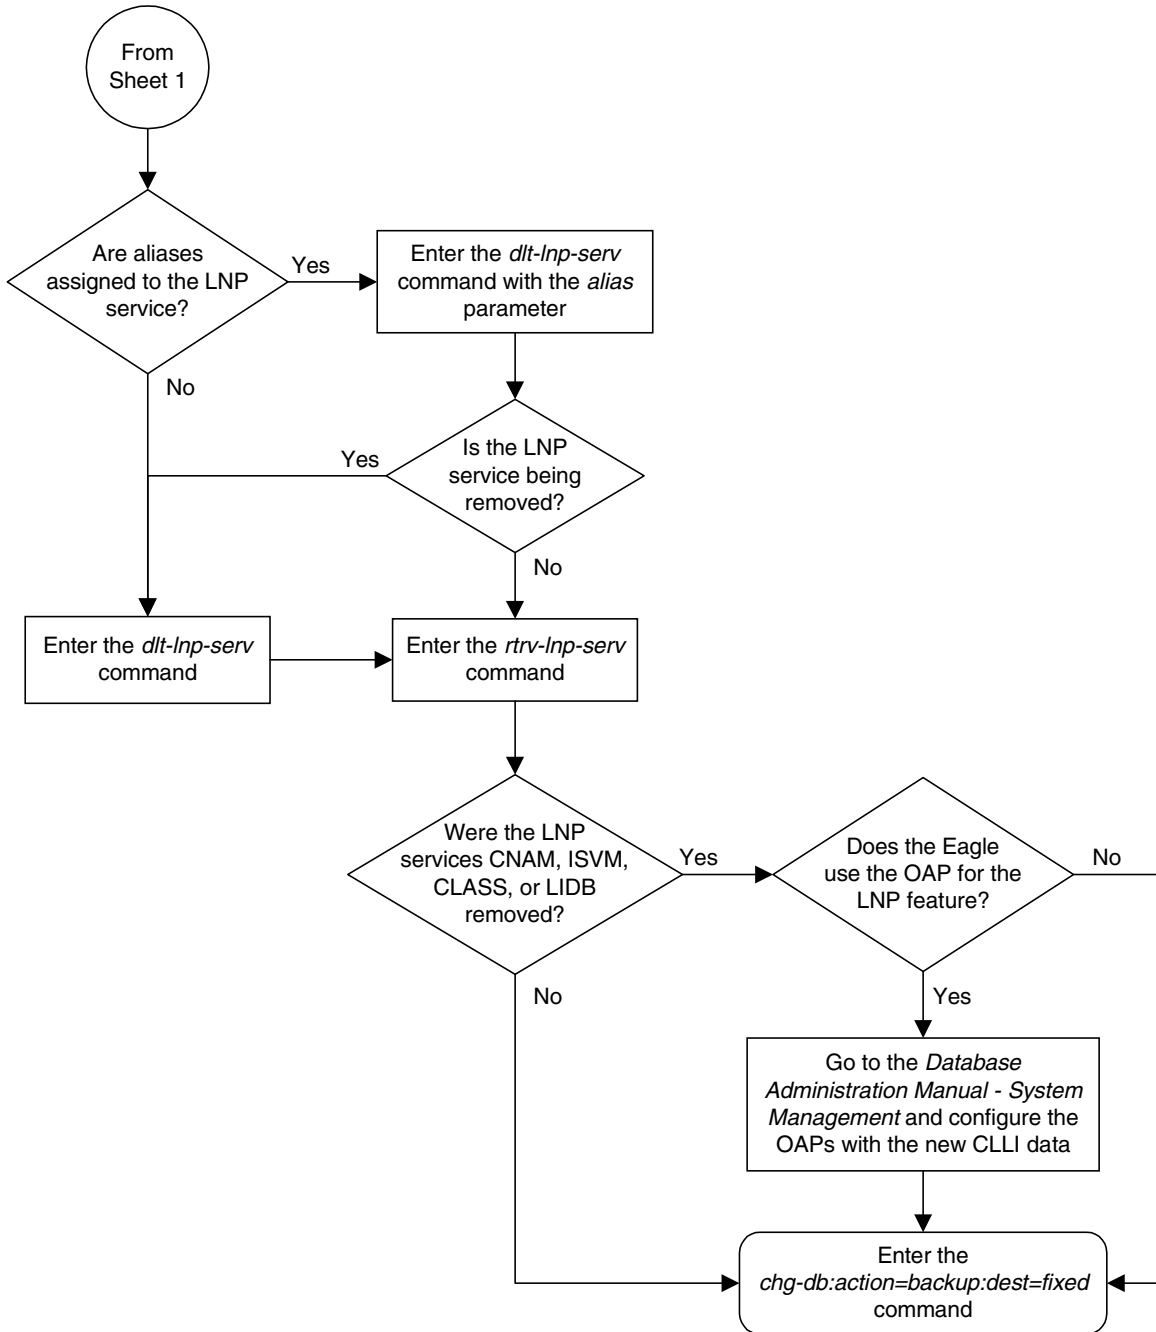 From
Sheet 1
Are aliases
assigned to the LNP
service?
Yes
Enter the dlt-lnp-serv
command with the alias
parameter
No
Is the LNP
service being
removed?
Yes
No
Enter the dlt-lnp-serv
command
Enter the rtrv-lnp-serv
command
Were the LNP
services CNAM, ISVM,
CLASS, or LIDB
removed?
Yes
Does the Eagle
use the OAP for the
LNP feature?
No
No
Yes
Go to the Database
Administration Manual - System
Management and configure the
OAPs with the new CLLI data
Enter the
chg-db:action=backup:dest=fixed
command